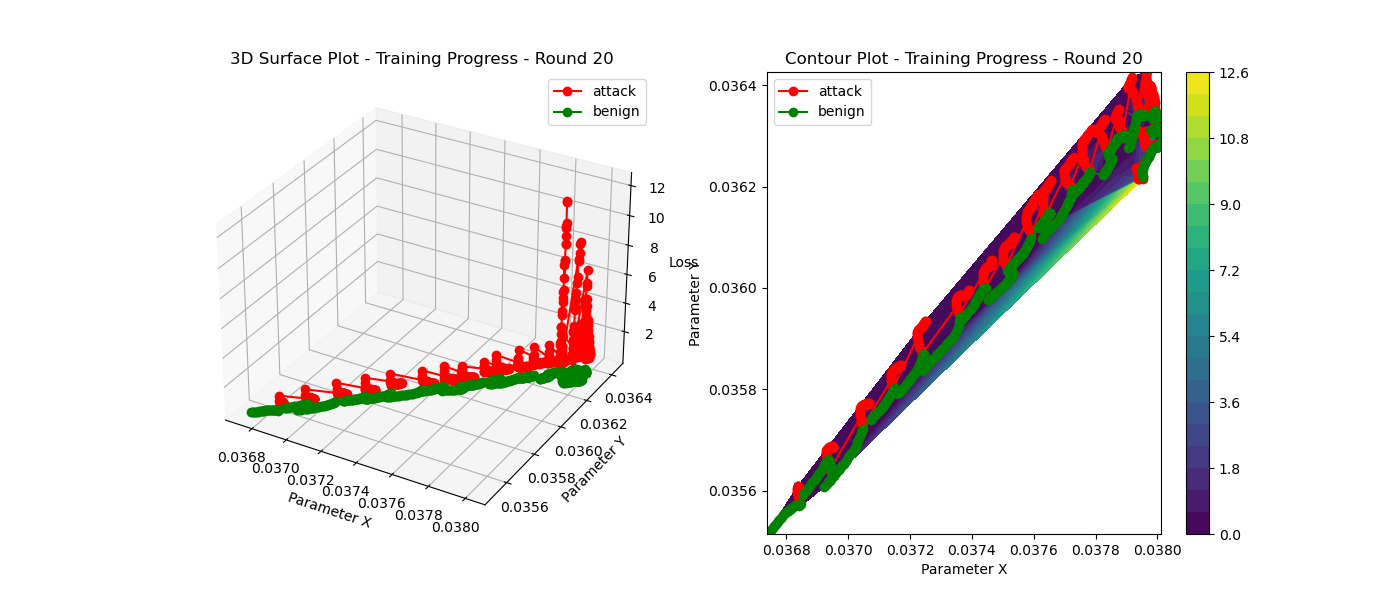 3D Surface Plot - Training Progress - Round 20
attack
benign
12
10
8
6
4
2
Loss
0.0364
0.0362
0.0360
0.0358
0.0356
Parameter Y
0.0368
0.0370
0.0372
0.0374
0.0376
0.0378
0.0380
Parameter X
Contour Plot - Training Progress - Round 20
attack
benign
0.0364
0.0362
0.0360
0.0358
0.0356
Parameter Y
0.0368 0.0370 0.0372 0.0374 0.0376 0.0378 0.0380
Parameter X
12.6
10.8
9.0
7.2
5.4
3.6
1.8
0.0